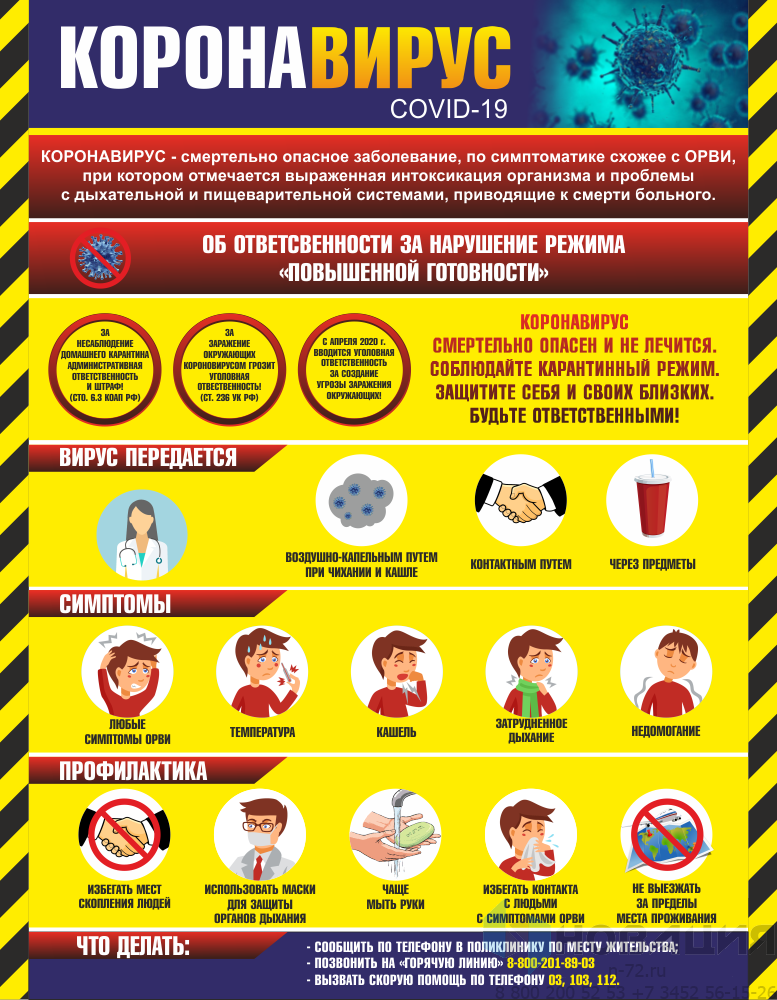 КОРОНАВИРУС
COVID-19
КОРОНАВИРУС - смертельно опасное заболевание, по симптоматике схожее с ОРВИ,
при котором отмечается выраженная интоксикация организма и проблемы
с дыхательной и пищеварительной системами, приводящие к смерти больного.
ОБ ОТВЕТСВЕННОСТИ ЗА НАРУШЕНИЕ РЕЖИМА
«ПОВЫШЕННОЙ ГОТОВНОСТИ»
ЗА
НЕСАБЛЮДЕНИЕ
ДОМАШНЕГО КАРАНТИНА
АДМИНИСТРАТИВНАЯ
ОТВЕТСТВЕННОСТЬ
И ШТРАФ!
(СТО. 6.3 КОАП РФ)
ЗА
ЗАРАЖЕНИЕ
ОКРУЖАЮЩИХ
КОРОНОВИРУСОМ ГРОЗИТ
УГОЛОВНАЯ
ОТВЕСТВЕННОСТЬ!
(СТ. 236 УК РФ)
С АПРЕЛЯ 2020 г.
ВВОДИТСЯ УГОЛОВНАЯ
ОТВЕТСТВЕННОСТЬ
ЗА СОЗДАНИЕ
УГРОЗЫ ЗАРАЖЕНИЯ
ОКРУЖАЮЩИХ!
КОРОНАВИРУС
СМЕРТЕЛЬНО ОПАСЕН И НЕ ЛЕЧИТСЯ.
СОБЛЮДАЙТЕ КАРАНТИННЫЙ РЕЖИМ.
ЗАЩИТИТЕ СЕБЯ И СВОИХ БЛИЗКИХ.
БУДЬТЕ ОТВЕТСТВЕННЫМИ!
ВИРУС ПЕРЕДАЕТСЯ
ВОЗДУШНО-КАПЕЛЬНЫМ ПУТЕМ
ПРИ ЧИХАНИИ И КАШЛЕ
КОНТАКТНЫМ ПУТЕМ
ЧЕРЕЗ ПРЕДМЕТЫ
СИМПТОМЫ
ЛЮБЫЕ
СИМПТОМЫ ОРВИ
ТЕМПЕРАТУРА
КАШЕЛЬ
ЗАТРУДНЕННОЕ
ДЫХАНИЕ
НЕДОМОГАНИЕ
ПРОФИЛАКТИКА
ИЗБЕГАТЬ МЕСТ
СКОПЛЕНИЯ ЛЮДЕЙ
ИСПОЛЬЗОВАТЬ МАСКИ
ДЛЯ ЗАЩИТЫ
ОРГАНОВ ДЫХАНИЯ
ЧАЩЕ
МЫТЬ РУКИ
ИЗБЕГАТЬ КОНТАКТА
С ЛЮДЬМИ
С СИМПТОМАМИ ОРВИ
НЕ ВЫЕЗЖАТЬ
ЗА ПРЕДЕЛЫ
МЕСТА ПРОЖИВАНИЯ
ЧТО ДЕЛАТЬ:
- СООБЩИТЬ ПО ТЕЛЕФОНУ В ПОЛИКЛИНИКУ ПО МЕСТУ ЖИТЕЛЬСТВА;
- ПОЗВОНИТЬ НА «ГОРЯЧУЮ ЛИНИЮ» 8-800-201-89-03
- ВЫЗВАТЬ СКОРУЮ ПОМОЩЬ ПО ТЕЛЕФОНУ 03, 103, 112.
n-72.ru